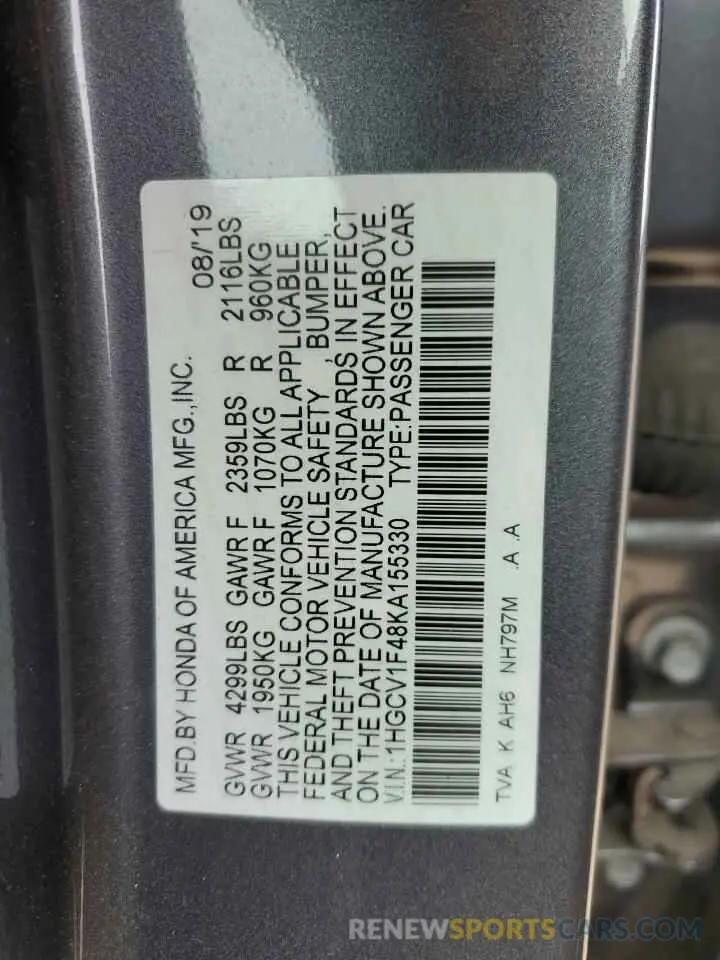 MFD.BY HONDA OF AMERICA MFG.,INC. 08/'19
GVWR 4299LBS GAWR F 2359LBS R 2116LBS
GVWR 1950KG GAWR F 1070KG R 960KG
THIS VEHICLE CONFORMS TO ALL APPLICABLE
FEDERAL MOTOR VEHICLE SAFETY , BUMPER,
AND THEFT PREVENTION STANDARDS IN EFFECT
ON THE DATE OF MANUFACTURE SHOWN ABOVE.
V.I.N.:1HGCV1F48KA155330 TYPE:PASSENGER CAR
TVA K AH6 NH797M .A .A
RENEWSPORTSCARS.COM